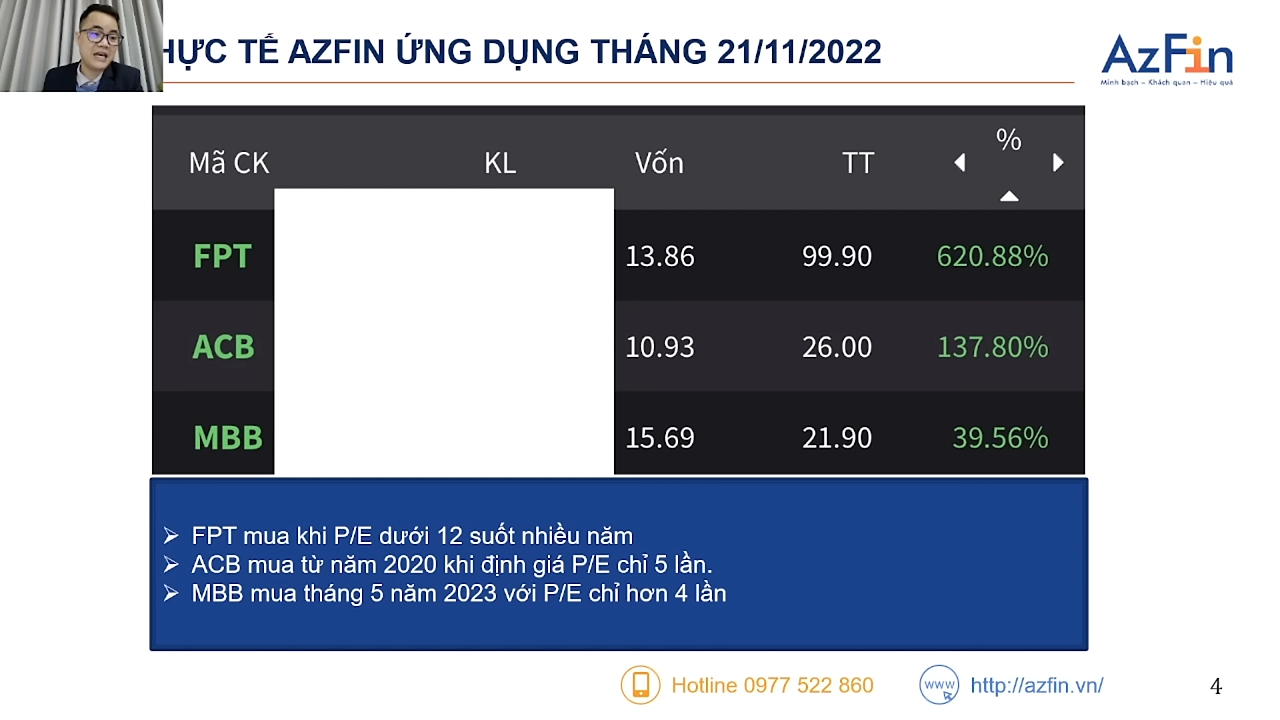 HỰC TẾ AZFIN ỨNG DỤNG THÁNG 21/11/2022
AzFin
Minh bạch – Khách quan – Hiệu quả
Mã CK KL Vốn TT %
FPT 13.86 99.90 620.88%
ACB 10.93 26.00 137.80%
MBB 15.69 21.90 39.56%
FPT mua khi P/E dưới 12 suốt nhiều năm
ACB mua từ năm 2020 khi định giá P/E chỉ 5 lần.
MBB mua tháng 5 năm 2023 với P/E chỉ hơn 4 lần
Hotline 0977 522 860
www
http://azfin.vn/
4